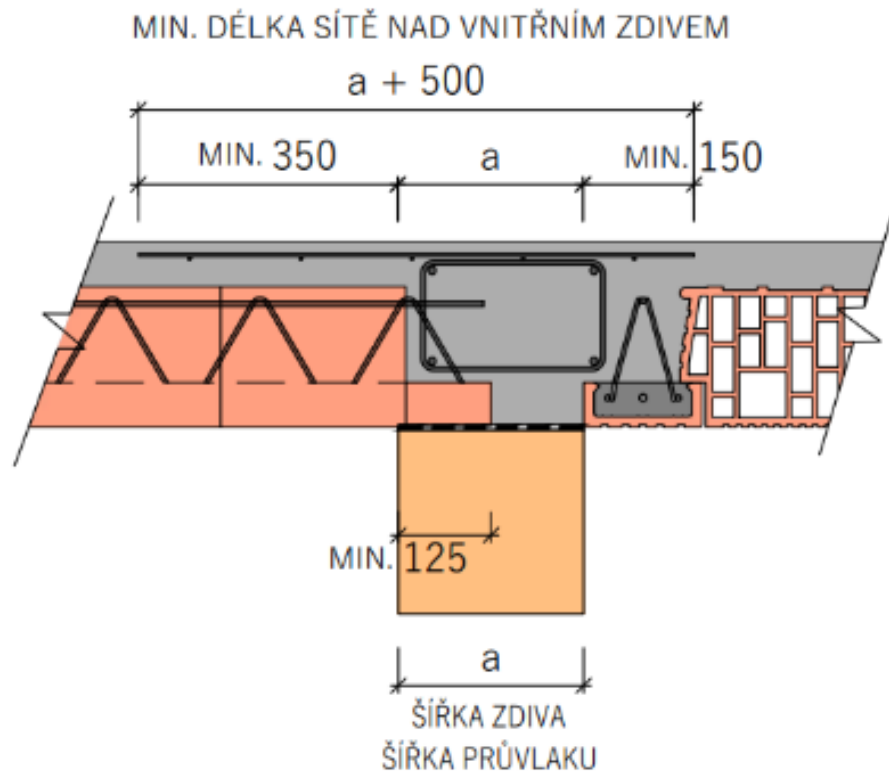 MIN. DÉLKA SÍTĚ NAD VNITŘNÍM ZDIVEM
a + 500
MIN. 350
a
MIN. 150
MIN. 125
a
ŠÍŘKA ZDIVA
ŠÍŘKA PRŮVLAKU